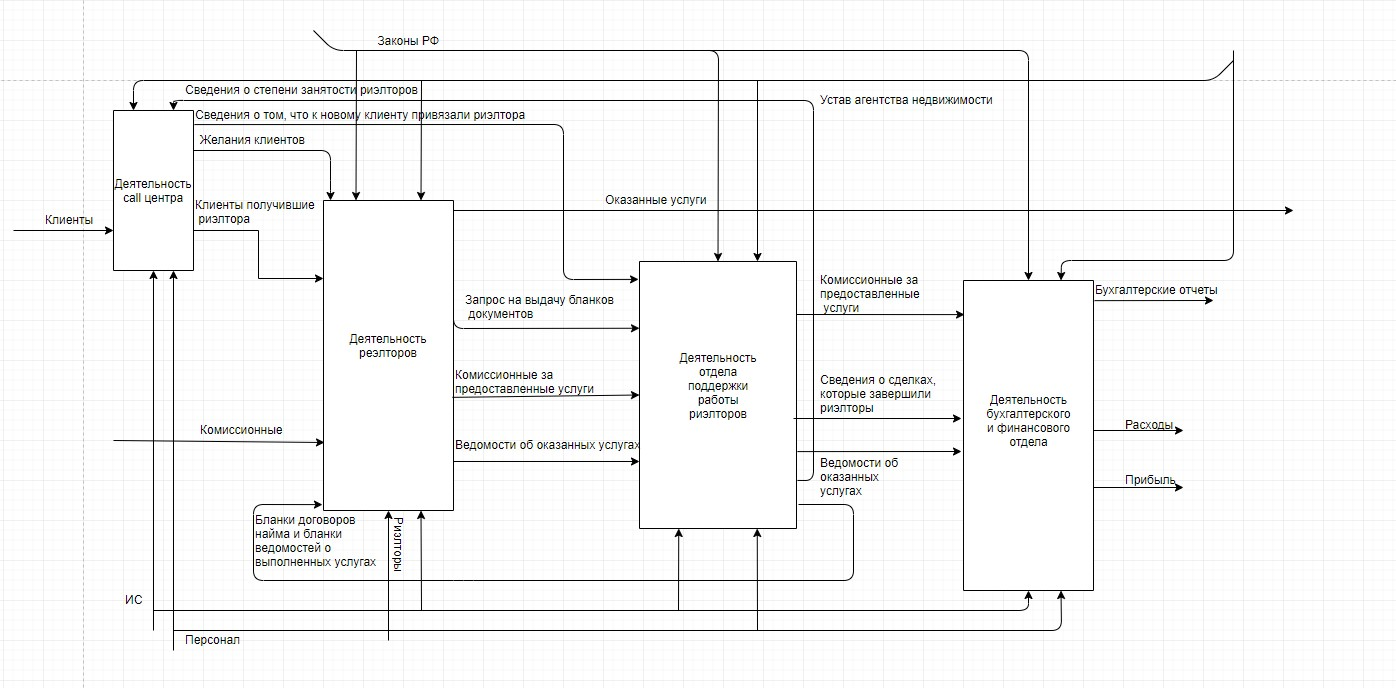 Законы РФ
Сведения о степени занятости риэлторов
Устав агентства недвижимости
Сведения о том, что к новому клиенту привязали риэлтора
Желания клиентов
Деятельность
call центра
Клиенты
Клиенты получившие
риэлтора
Оказанные услуги
Запрос на выдачу бланков
документов
Деятельность
реэлторов
Комиссионные за
предоставленные услуги
Комиссионные
Ведомости об оказанных услугах
Деятельность
отдела
поддержки
работы
риэлторов
Комиссионные за
предоставленные
услуги
Сведения о сделках,
которые завершили
риэлторы
Ведомости об
оказанных
услугах
Бухгалтерские отчеты
Деятельность
бухгалтерского
и финансового
отдела
Расходы
Прибыль
Бланки договоров
найма и бланки
ведомостей о
выполненных услугах
Риэлторы
ИС
Персонал